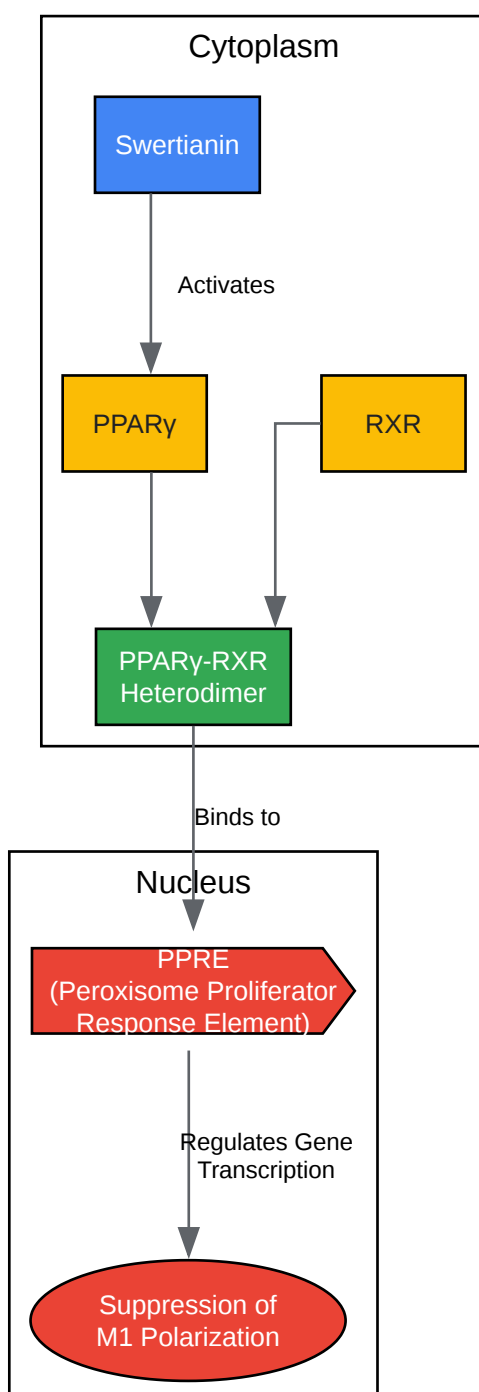 Cytoplasm
Swertianin
Activates
PPARγ
RXR
PPARγ-RXR
Heterodimer
Binds to
Nucleus
PPRE
(Peroxisome Proliferator
Response Element)
Regulates Gene
Transcription
Suppression of
M1 Polarization